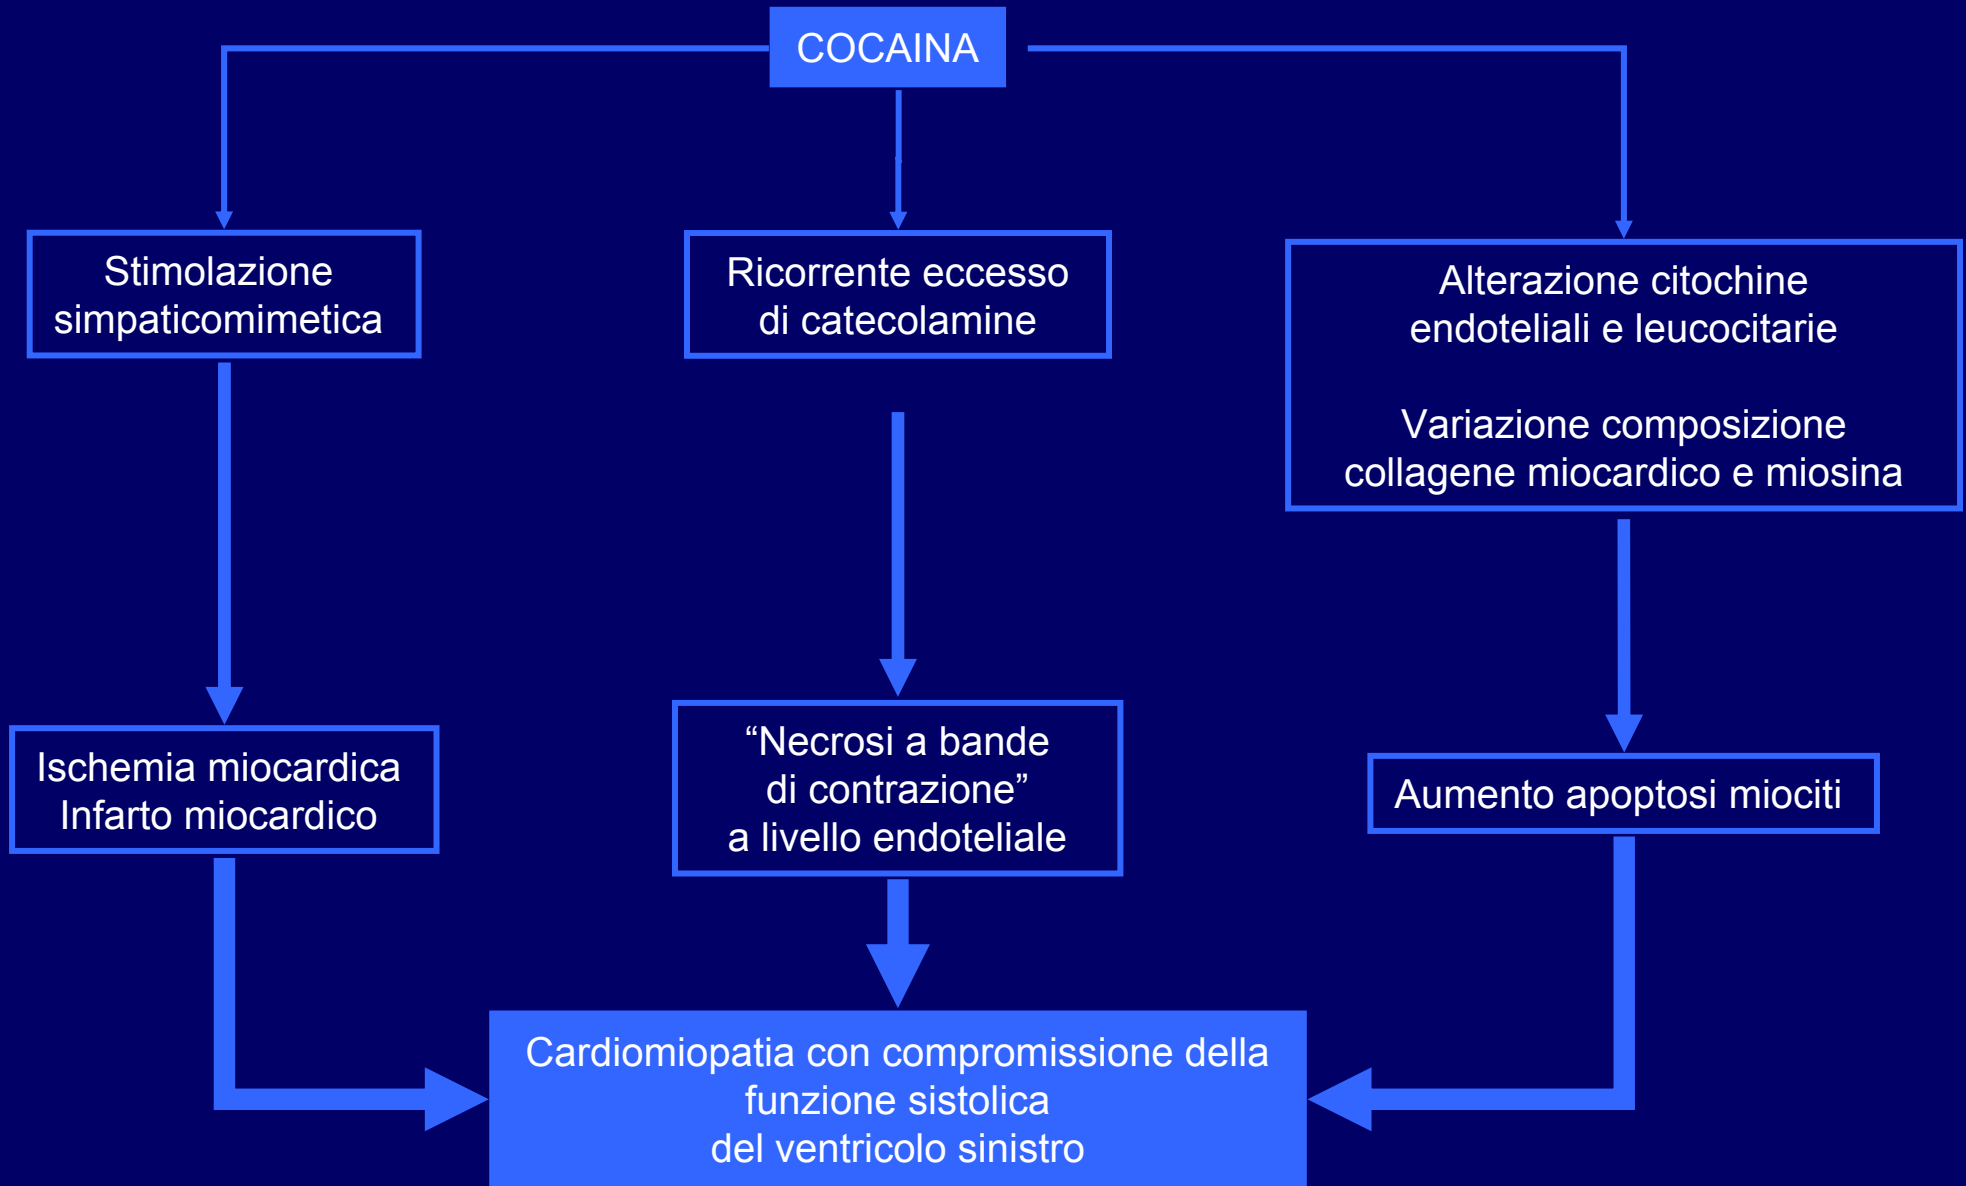 COCAINA
Stimolazione
simpaticomimetica
Ricorrente eccesso
di catecolamine
Alterazione citochine
endoteliali e leucocitarie
Variazione composizione
collagene miocardico e miosina
Ischemia miocardica
Infarto miocardico
“Necrosi a bande
di contrazione”
a livello endoteliale
Aumento apoptosi miociti
Cardiomiopatia con compromissione della
funzione sistolica
del ventricolo sinistro